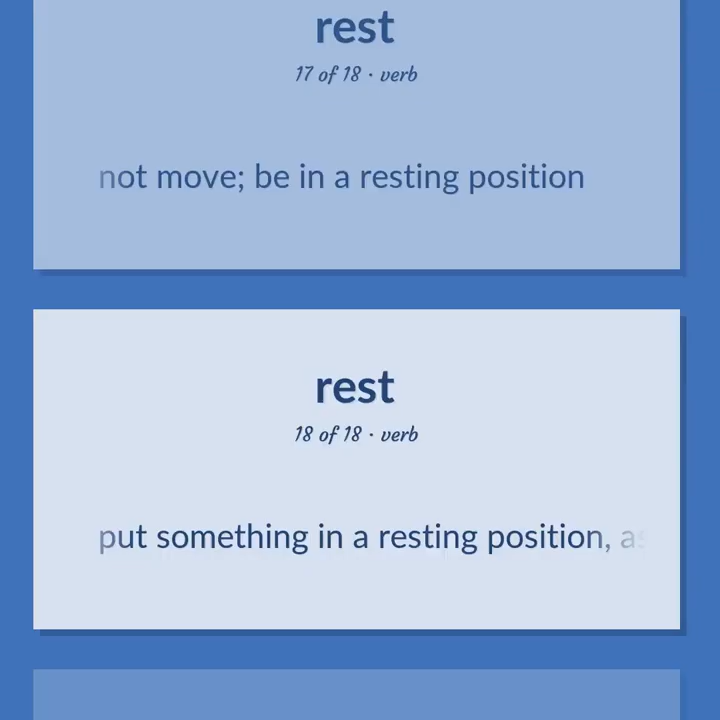 rest
17 of 18 · verb
not move; be in a resting position
rest
18 of 18 · verb
put something in a resting position, as